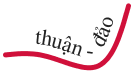 thuận - đảo